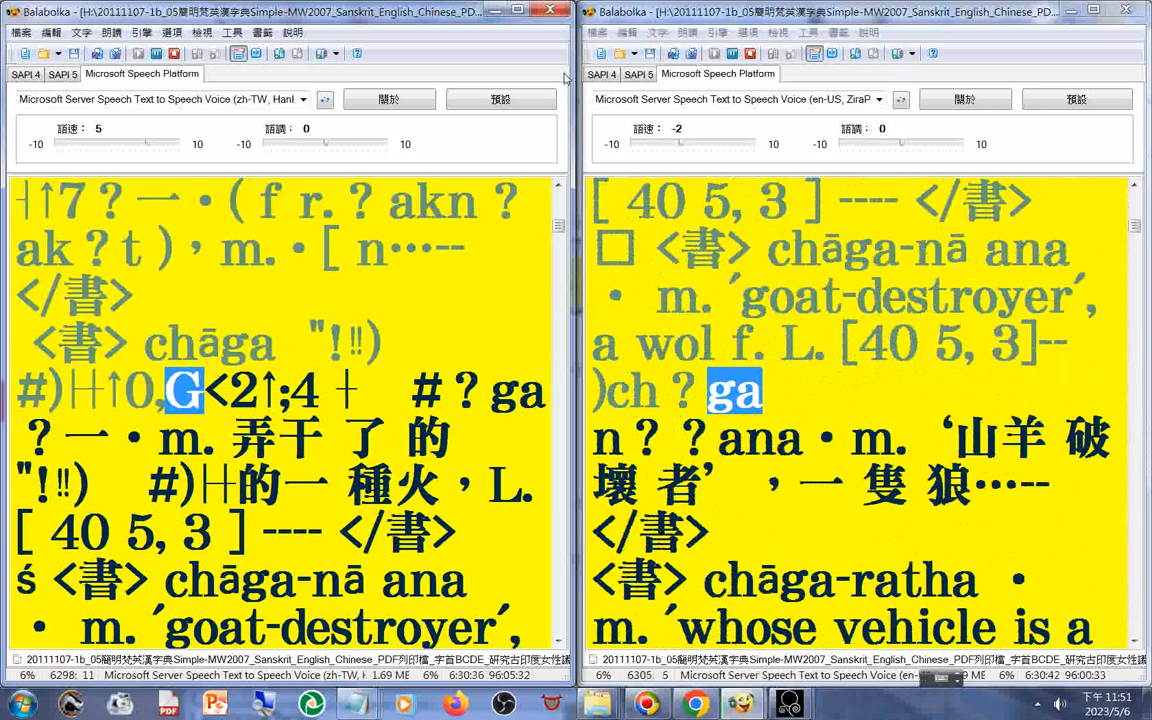 Balabolka - [H:\20111107-1b_05簡明梵英漢字典Simple-MW2007_Sanskrit_English_Chinese_PD...
檔案 編輯 文字 朗讀 引擎 選項 檢視 工具 書籤 說明
SAPI 4 SAPI 5 Microsoft Speech Platform
Microsoft Server Speech Text to Speech Voice (zh-TW, HanH 關於 預設
語速： 5 語調： 0
-10 10 -10 10
┤↑7？一•( f r.？akn？
ak？t )，m.•[ n…--
</書>
<書> chāga "!!!)
#)├┤↑0,G<2↑;4 ┼ #？ga
？一•m. 弄干 了 的
"!!!) #)├的一 種火，L.
[ 40 5, 3 ] ---- </書>
ś <書> chāga-nā ana
• m. ´goat-destroyer´,
20111107-1b_05簡明梵英漢字典Simple-MW2007_Sanskrit_English_Chinese_PDF列印檔_字首BCDE_研究古印度女性議
6% 6298: 11 Microsoft Server Speech Text to Speech Voice (zh-TW, H 1.69 MB 6% 6:30:36 96:05:32
Balabolka - [H:\20111107-1b_05簡明梵英漢字典Simple-MW2007_Sanskrit_English_Chinese_PD...
檔案 編輯 文字 朗讀 引擎 選項 檢視 工具 書籤 說明
SAPI 4 SAPI 5 Microsoft Speech Platform
Microsoft Server Speech Text to Speech Voice (en-US, ZiraP 關於 預設
語速： -2 語調： 0
-10 10 -10 10
[ 40 5, 3 ] ---- </書>
□ <書> chāga-nā ana
• m. ´goat-destroyer´,
a wol f. L. [40 5, 3]--
)ch？ga
n？？ana•m.‘山羊 破
壞 者’ ，一 隻 狼…--
</書>
<書> chāga-ratha •
m. ´whose vehicle is a
20111107-1b_05簡明梵英漢字典Simple-MW2007_Sanskrit_English_Chinese_PDF列印檔_字首BCDE_研究古印度女性議
6% 6305: 5 Microsoft Server Speech Text to Speech Voice (en-US, Zira 9 MB 6% 6:30:42 96:00:33
下午 11:51
2023/5/6